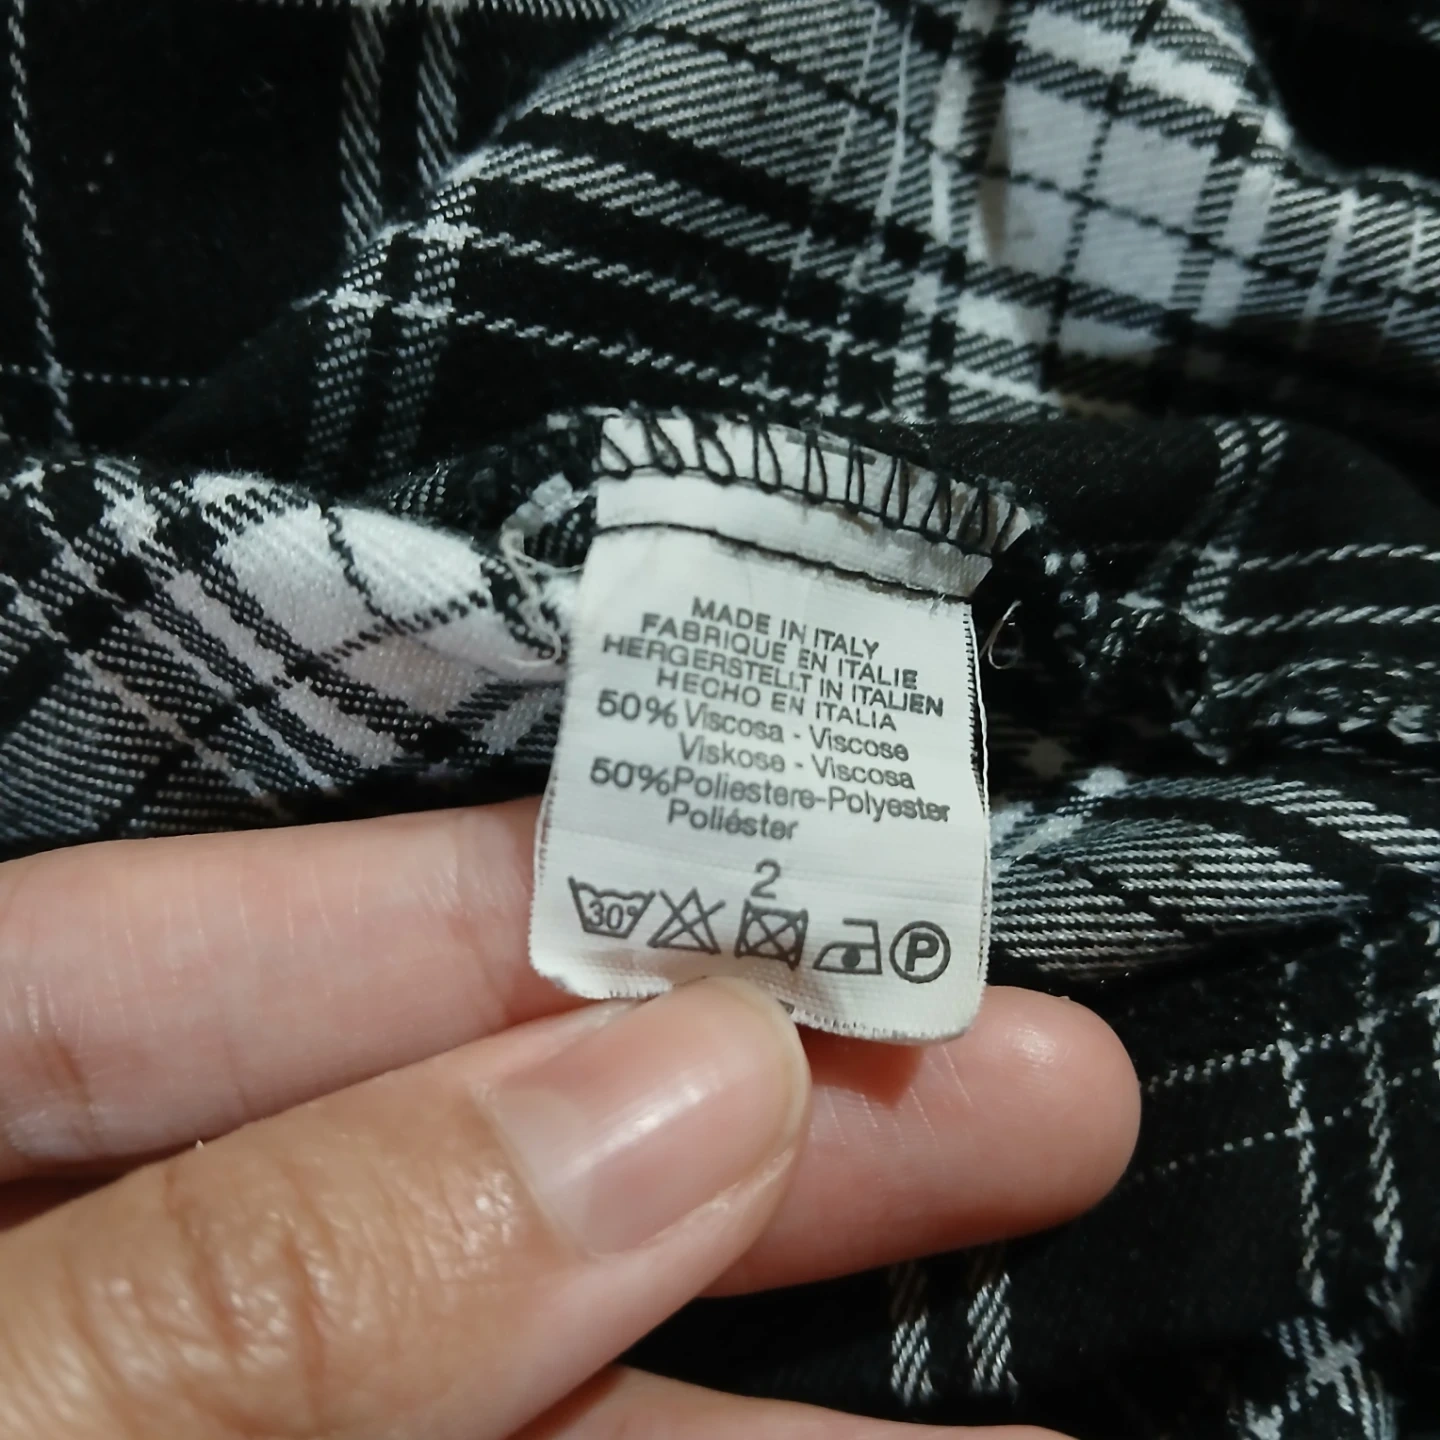 MADE IN ITALY
FABRIQUE EN ITALIE
HERGERSTELLT IN ITALIEN
HECHO EN ITALIA
50% Viscosa - Viscose
Viskose - Viscosa
50% Poliestere-Polyester
Poliéster
2
30°
P